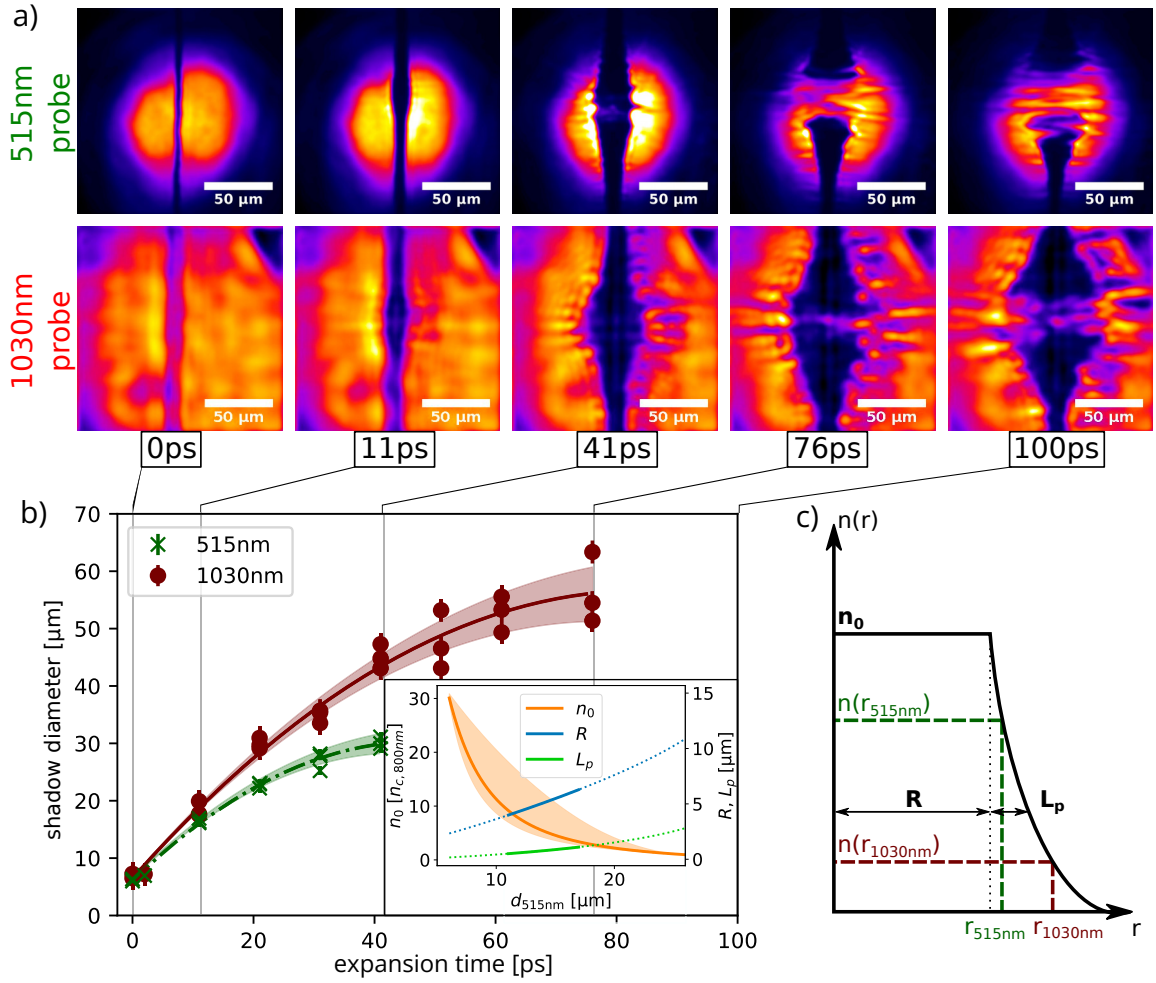 a)
515nm
probe
50 µm
50 µm
50 µm
50 µm
50 µm
1030nm
probe
50 µm
50 µm
50 µm
50 µm
50 µm
0ps
11ps
41ps
76ps
100ps
b)
shadow diameter [µm]
70
60
50
40
30
20
10
0
515nm
1030nm
0
20
40
60
80
100
expansion time [ps]
n₀ [n_c,800nm]
30
20
10
0
n₀
R
Lₚ
15
10
5
0
R, Lₚ [µm]
10
20
d₅₁₅ₙₘ [µm]
c)
n(r)
n₀
n(r₅₁₅ₙₘ)
R
Lₚ
n(r₁₀₃₀ₙₘ)
r₅₁₅ₙₘ
r₁₀₃₀ₙₘ
r